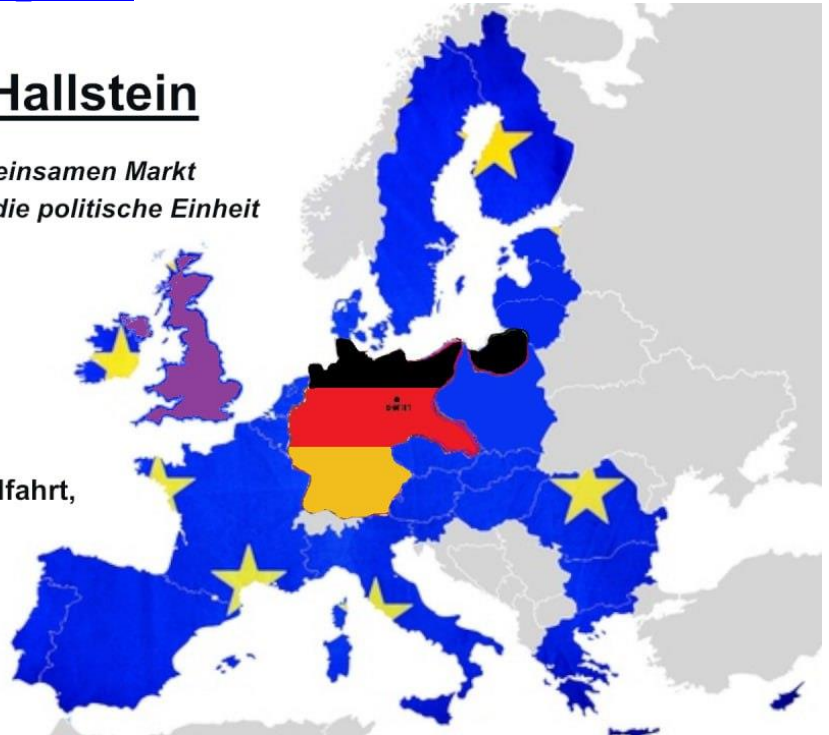 Hallstein
einsamen Markt
die politische Einheit
lfahrt,